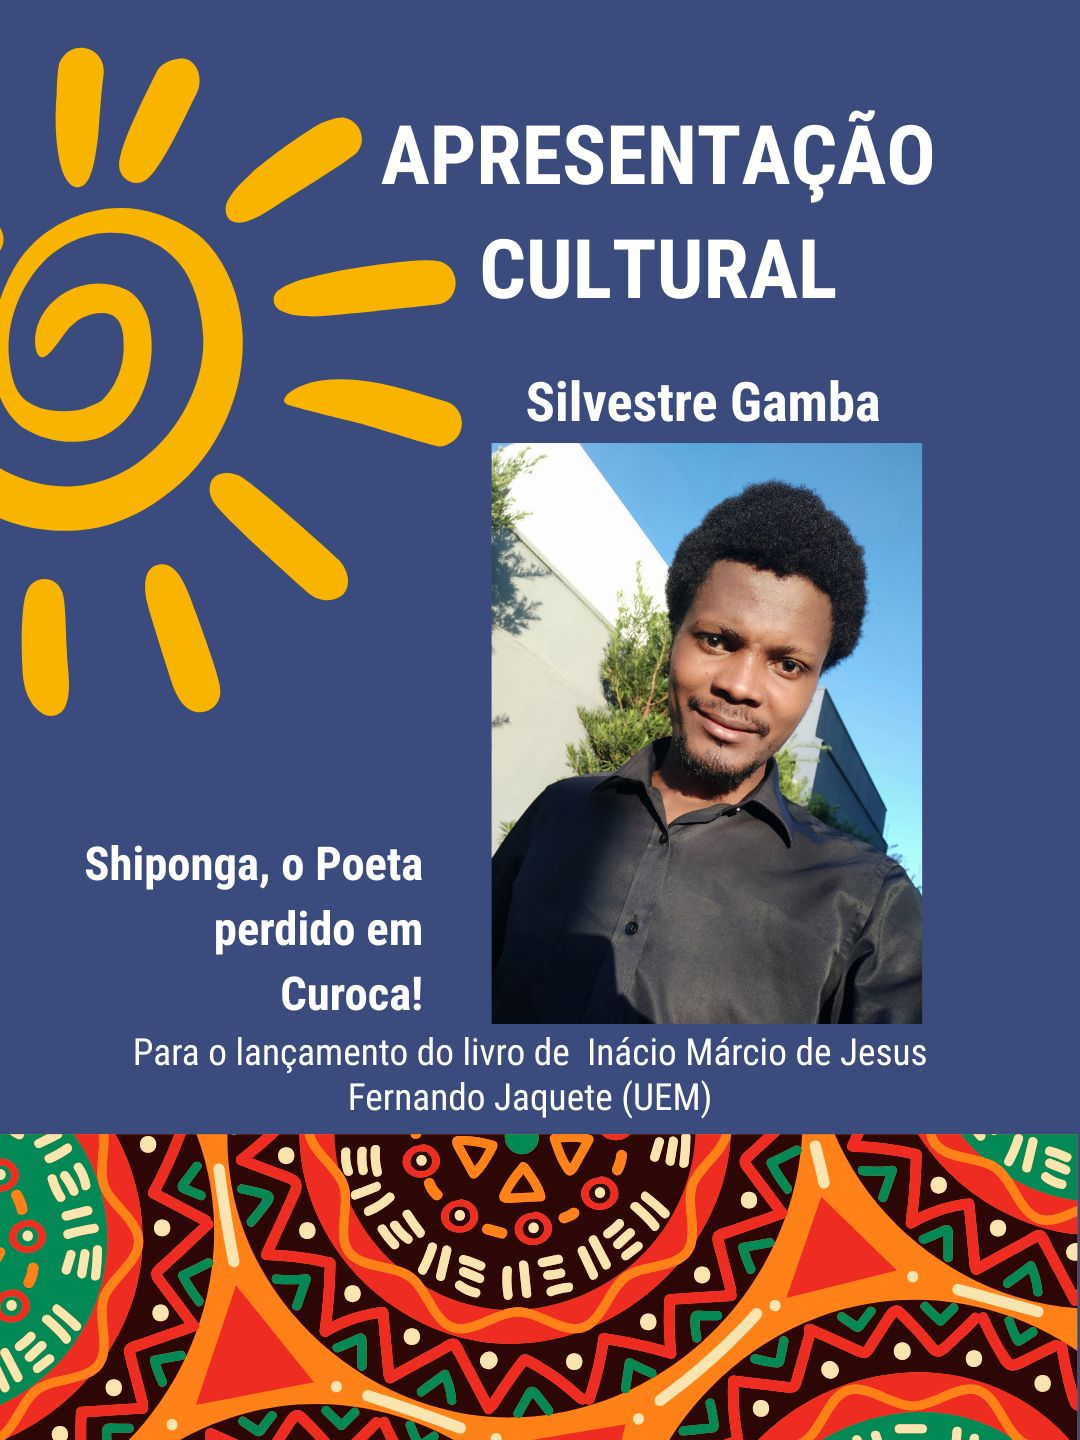 APRESENTAÇÃO
CULTURAL
Silvestre Gamba
Shiponga, o Poeta
perdido em
Curoca!
Para o lançamento do livro de Inácio Márcio de Jesus
Fernando Jaquete (UEM)